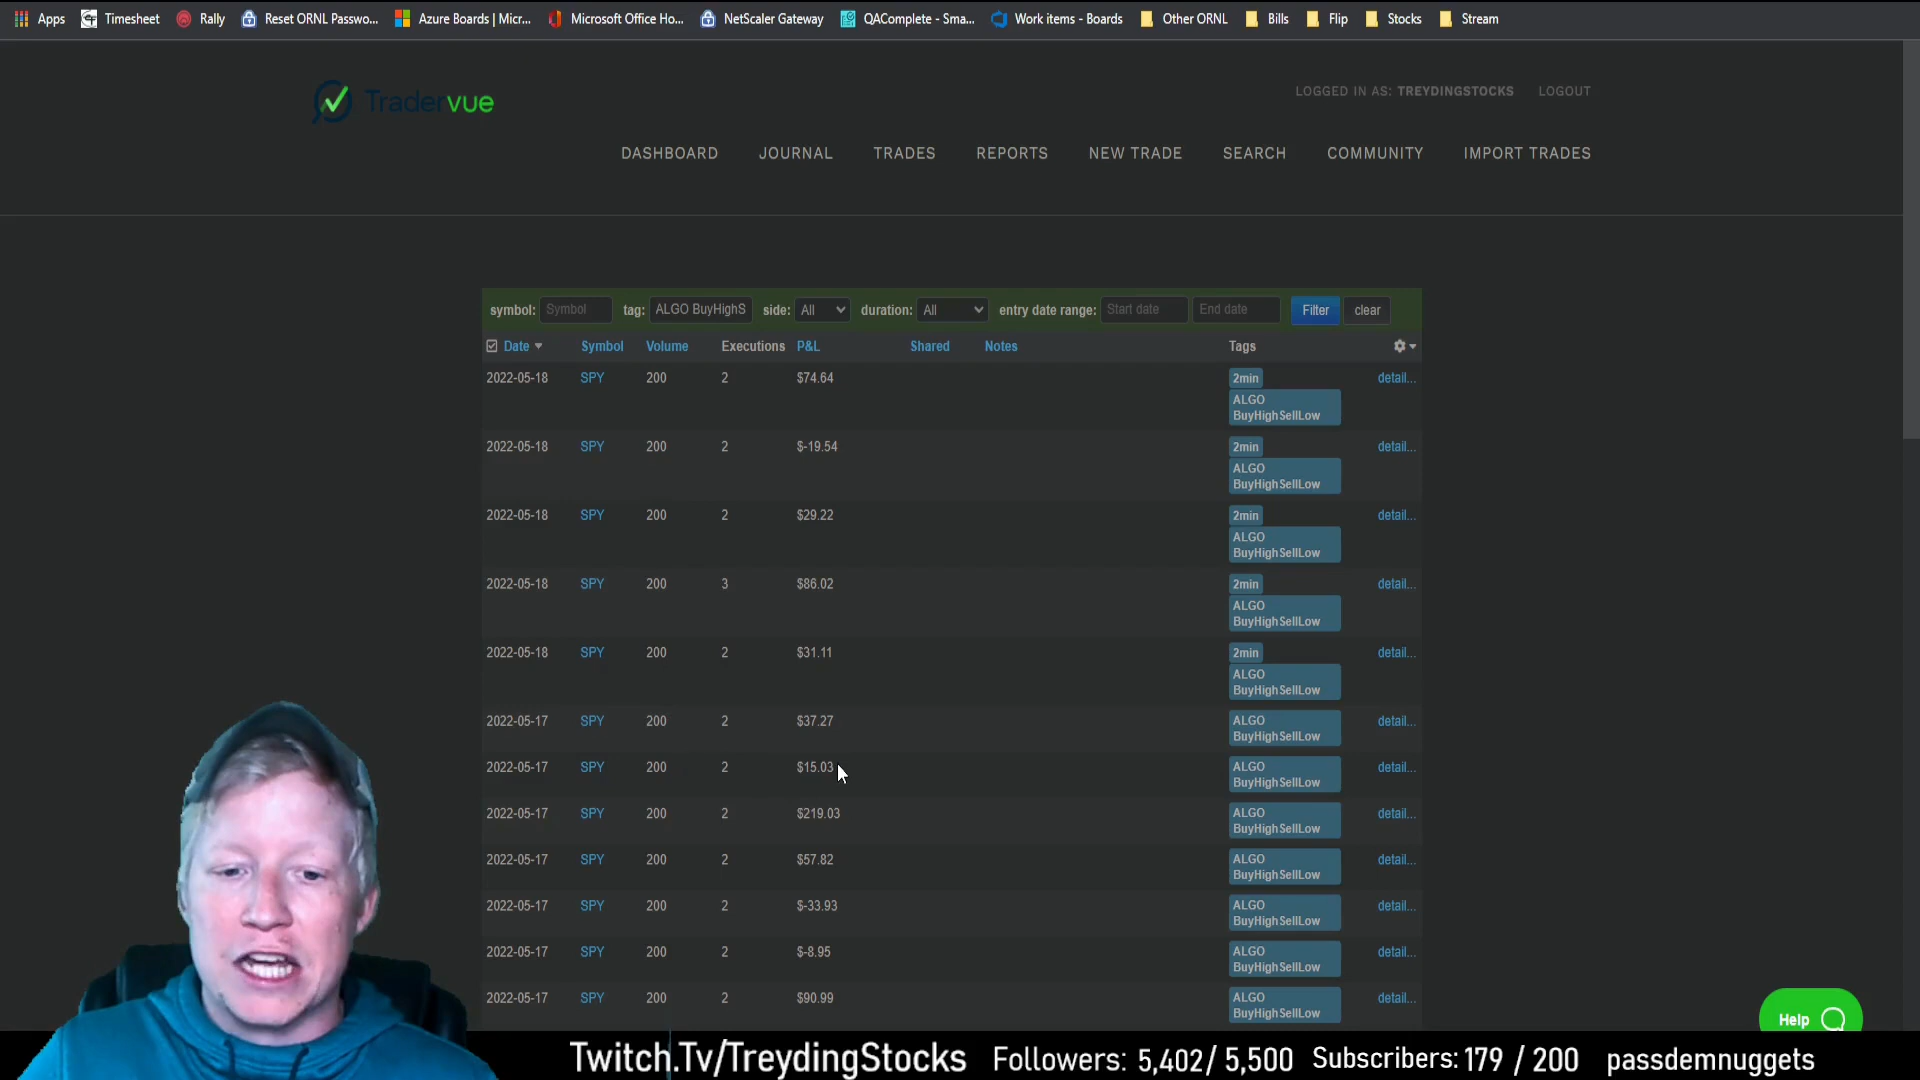 Apps Timesheet Rally Reset ORNL Passwo... Azure Boards | Micr... Microsoft Office Ho... NetScaler Gateway QAComplete - Sma... Work items - Boards Other ORNL Bills Flip Stocks Stream
Tradervue
LOGGED IN AS: TREYDINGSTOCKS LOGOUT
DASHBOARD JOURNAL TRADES REPORTS NEW TRADE SEARCH COMMUNITY IMPORT TRADES
symbol: Symbol tag: ALGO BuyHighS side: All duration: All entry date range: Start date End date Filter clear
Date Symbol Volume Executions P&L Shared Notes Tags
2022-05-18 SPY 200 2 $74.64 2min detail...
ALGO
BuyHighSellLow
2022-05-18 SPY 200 2 $-19.54 2min detail...
ALGO
BuyHighSellLow
2022-05-18 SPY 200 2 $29.22 2min detail...
ALGO
BuyHighSellLow
2022-05-18 SPY 200 3 $86.02 2min detail...
ALGO
BuyHighSellLow
2022-05-18 SPY 200 2 $31.11 2min detail...
ALGO
BuyHighSellLow
2022-05-17 SPY 200 2 $37.27 ALGO detail...
BuyHighSellLow
2022-05-17 SPY 200 2 $15.03 ALGO detail...
BuyHighSellLow
2022-05-17 SPY 200 2 $219.03 ALGO detail...
BuyHighSellLow
2022-05-17 SPY 200 2 $57.82 ALGO detail...
BuyHighSellLow
2022-05-17 SPY 200 2 $-33.93 ALGO detail...
BuyHighSellLow
2022-05-17 SPY 200 2 $-8.95 ALGO detail...
BuyHighSellLow
2022-05-17 SPY 200 2 $90.99 ALGO detail...
BuyHighSellLow
Help
Twitch.Tv/TreydingStocks Followers: 5,402/ 5,500 Subscribers: 179 / 200 passdemnuggets